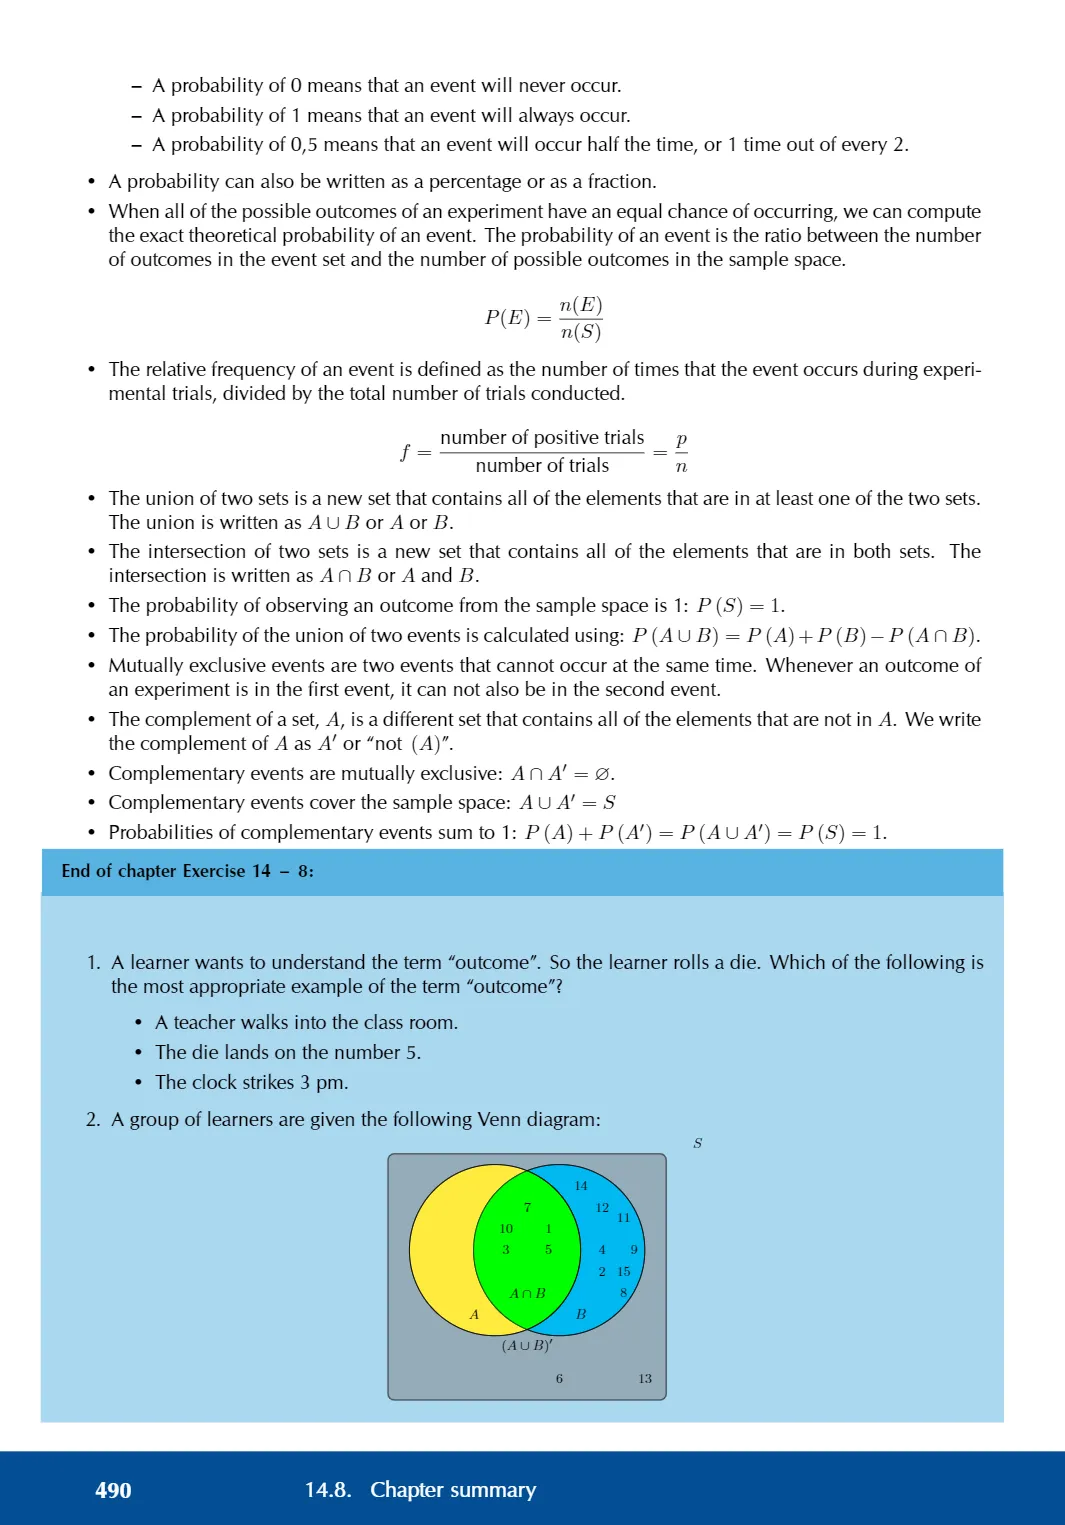 – A probability of 0 means that an event will never occur.
– A probability of 1 means that an event will always occur.
– A probability of 0,5 means that an event will occur half the time, or 1 time out of every 2.
• A probability can also be written as a percentage or as a fraction.
• When all of the possible outcomes of an experiment have an equal chance of occurring, we can compute
the exact theoretical probability of an event. The probability of an event is the ratio between the number
of outcomes in the event set and the number of possible outcomes in the sample space.
P(E) = n(E)/n(S)
• The relative frequency of an event is defined as the number of times that the event occurs during experi-
mental trials, divided by the total number of trials conducted.
f = number of positive trials/number of trials = p/n
• The union of two sets is a new set that contains all of the elements that are in at least one of the two sets.
The union is written as A ∪ B or A or B.
• The intersection of two sets is a new set that contains all of the elements that are in both sets. The
intersection is written as A ∩ B or A and B.
• The probability of observing an outcome from the sample space is 1: P (S) = 1.
• The probability of the union of two events is calculated using: P (A ∪ B) = P (A) + P (B) − P (A ∩ B).
• Mutually exclusive events are two events that cannot occur at the same time. Whenever an outcome of
an experiment is in the first event, it can not also be in the second event.
• The complement of a set, A, is a different set that contains all of the elements that are not in A. We write
the complement of A as A′ or “not (A)”.
• Complementary events are mutually exclusive: A ∩ A′ = ∅.
• Complementary events cover the sample space: A ∪ A′ = S
• Probabilities of complementary events sum to 1: P (A) + P (A′) = P (A ∪ A′) = P (S) = 1.
End of chapter Exercise 14 – 8:
1. A learner wants to understand the term “outcome”. So the learner rolls a die. Which of the following is
the most appropriate example of the term “outcome”?
• A teacher walks into the class room.
• The die lands on the number 5.
• The clock strikes 3 pm.
2. A group of learners are given the following Venn diagram:
S
14
7 12
11
10 1
3 5 4 9
2 15
A ∩ B 8
A B
(A ∪ B)′
6 13
490 14.8. Chapter summary